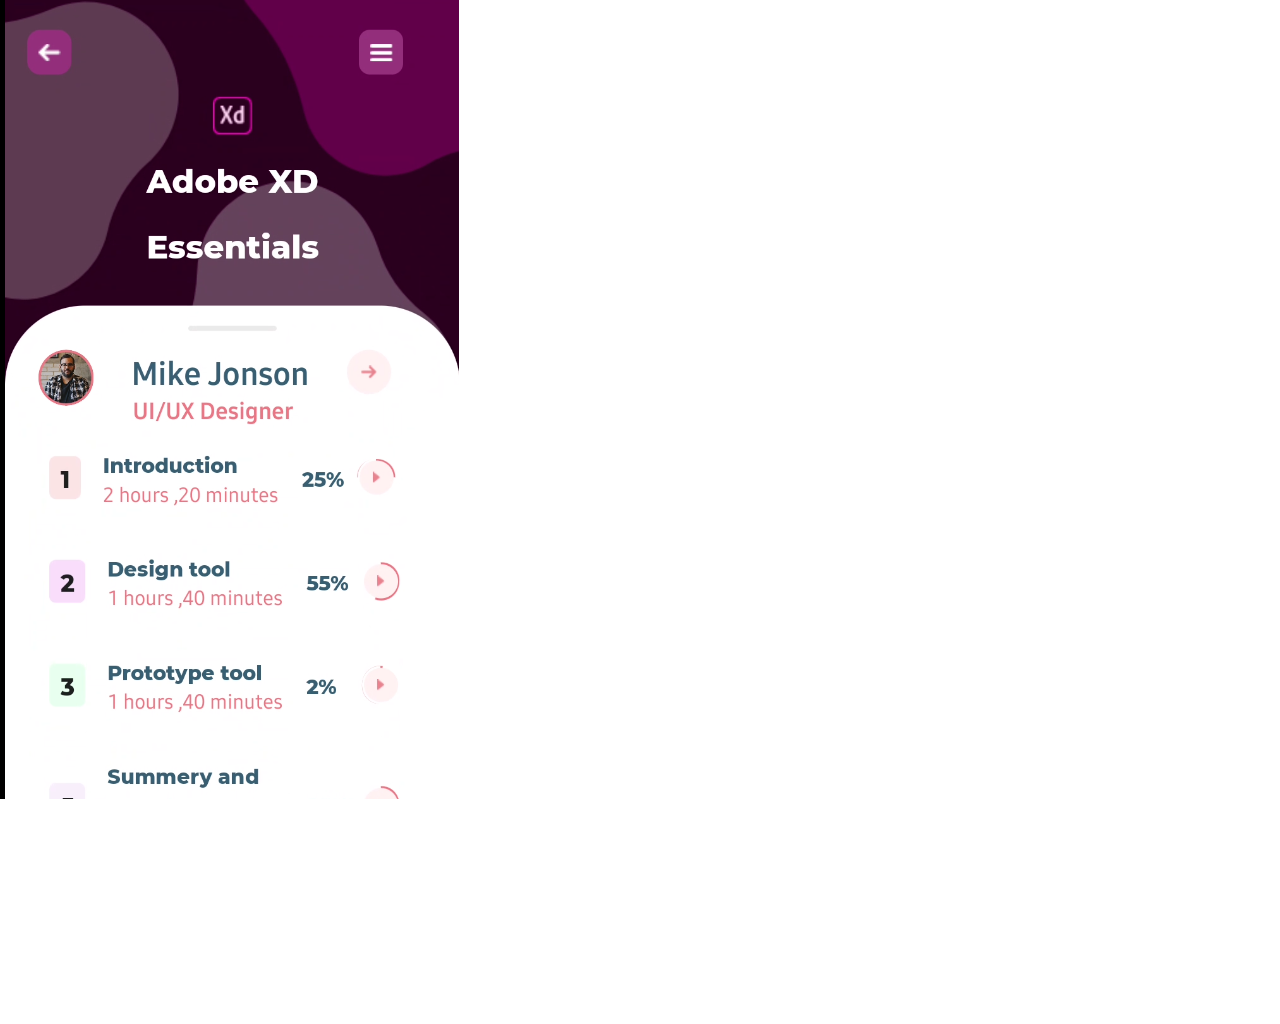 Xd
Adobe XD
Essentials
Mike Jonson
UI/UX Designer
1
Introduction
2 hours ,20 minutes
25%
2
Design tool
1 hours ,40 minutes
55%
3
Prototype tool
1 hours ,40 minutes
2%
Summery and